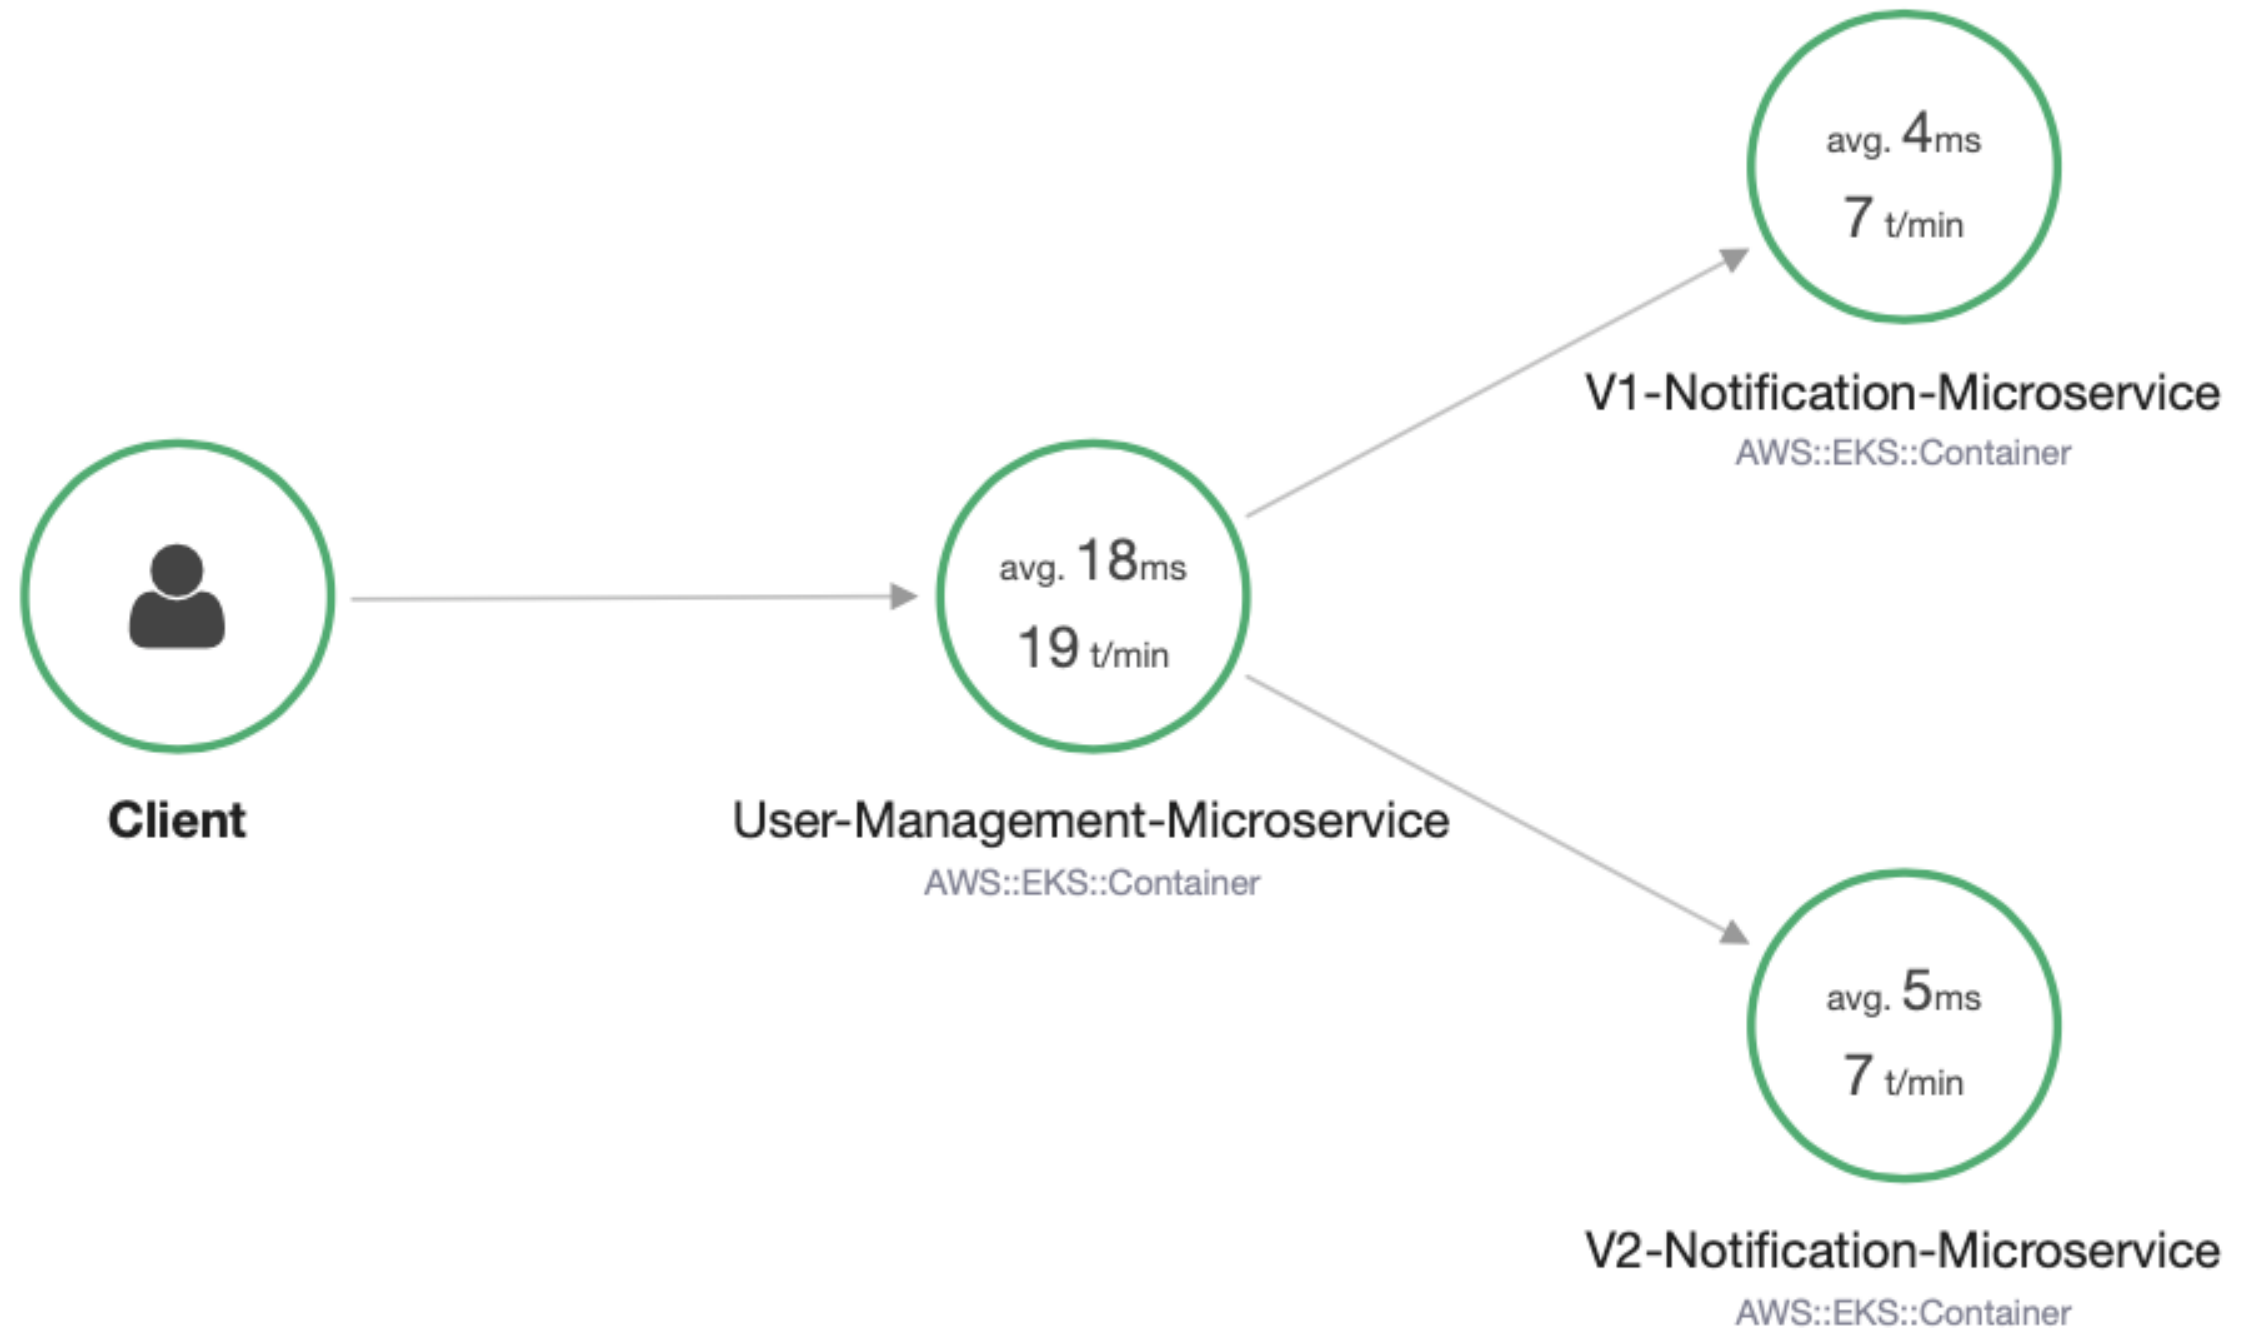 avg. 4ms
7 t/min
V1-Notification-Microservice
AWS::EKS::Container
Client
avg. 18ms
19 t/min
User-Management-Microservice
AWS::EKS::Container
avg. 5ms
7 t/min
V2-Notification-Microservice
AWS::EKS::Container